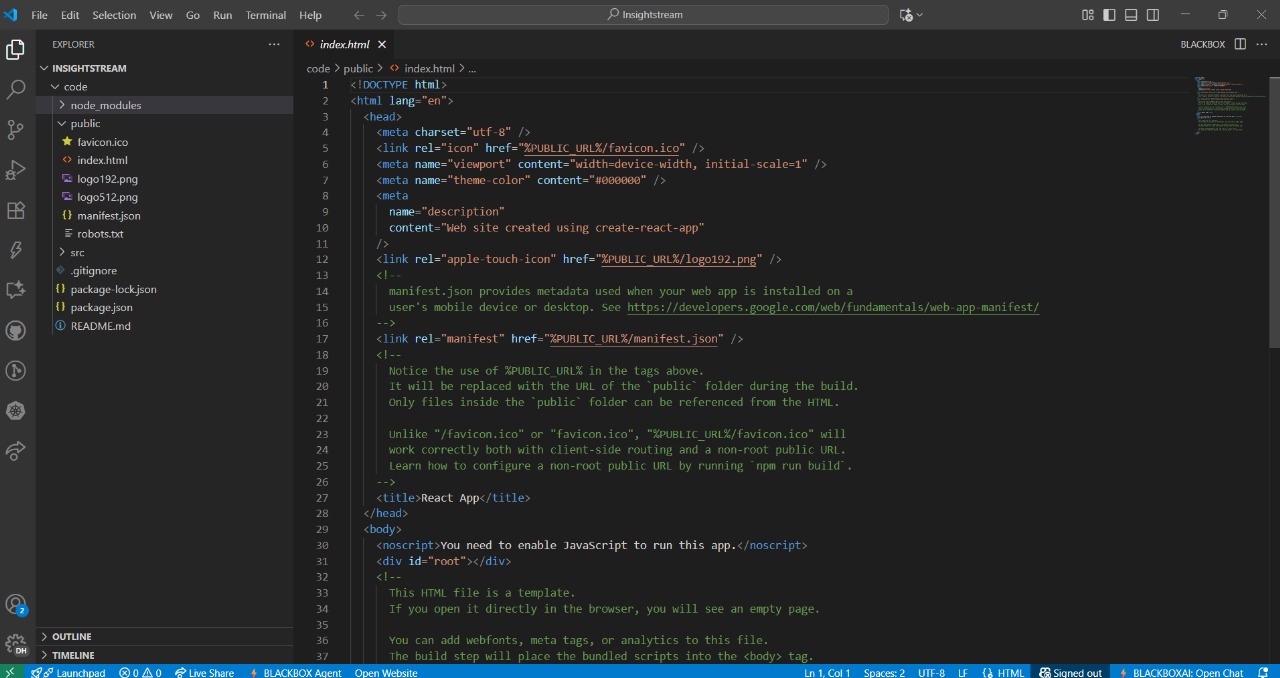 File Edit Selection View Go Run Terminal Help
Insightstream
EXPLORER
INSIGHTSTREAM
code
node_modules
public
favicon.ico
index.html
logo192.png
logo512.png
manifest.json
robots.txt
src
.gitignore
package-lock.json
package.json
README.md
OUTLINE
TIMELINE
2
DH
index.html
BLACKBOX
code > public > index.html > ...
1 <!DOCTYPE html>
2 <html lang="en">
3 <head>
4 <meta charset="utf-8" />
5 <link rel="icon" href="%PUBLIC_URL%/favicon.ico" />
6 <meta name="viewport" content="width=device-width, initial-scale=1" />
7 <meta name="theme-color" content="#000000" />
8 <meta
9 name="description"
10 content="Web site created using create-react-app"
11 />
12 <link rel="apple-touch-icon" href="%PUBLIC_URL%/logo192.png" />
13 <!--
14 manifest.json provides metadata used when your web app is installed on a
15 user's mobile device or desktop. See https://developers.google.com/web/fundamentals/web-app-manifest/
16 -->
17 <link rel="manifest" href="%PUBLIC_URL%/manifest.json" />
18 <!--
19 Notice the use of %PUBLIC_URL% in the tags above.
20 It will be replaced with the URL of the `public` folder during the build.
21 Only files inside the `public` folder can be referenced from the HTML.
22
23 Unlike "/favicon.ico" or "favicon.ico", "%PUBLIC_URL%/favicon.ico" will
24 work correctly both with client-side routing and a non-root public URL.
25 Learn how to configure a non-root public URL by running `npm run build`.
26 -->
27 <title>React App</title>
28 </head>
29 <body>
30 <noscript>You need to enable JavaScript to run this app.</noscript>
31 <div id="root"></div>
32 <!--
33 This HTML file is a template.
34 If you open it directly in the browser, you will see an empty page.
35
36 You can add webfonts, meta tags, or analytics to this file.
37 The build step will place the bundled scripts into the <body> tag.
Launchpad 0 0 Live Share BLACKBOX Agent Open Website Ln 1, Col 1 Spaces: 2 UTF-8 LF {} HTML Signed out BLACKBOXAI: Open Chat